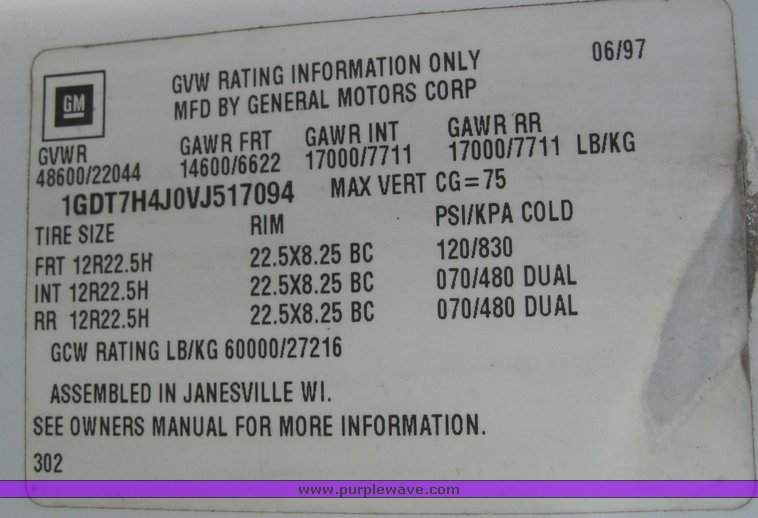 GM
GVW RATING INFORMATION ONLY 06/97
MFD BY GENERAL MOTORS CORP
GVWR GAWR FRT GAWR INT GAWR RR
48600/22044 14600/6622 17000/7711 17000/7711 LB/KG
1GDT7H4J0VJ517094 MAX VERT CG=75
TIRE SIZE RIM PSI/KPA COLD
FRT 12R22.5H 22.5X8.25 BC 120/830
INT 12R22.5H 22.5X8.25 BC 070/480 DUAL
RR 12R22.5H 22.5X8.25 BC 070/480 DUAL
GCW RATING LB/KG 60000/27216
ASSEMBLED IN JANESVILLE WI.
SEE OWNERS MANUAL FOR MORE INFORMATION.
302
www.purplewave.com